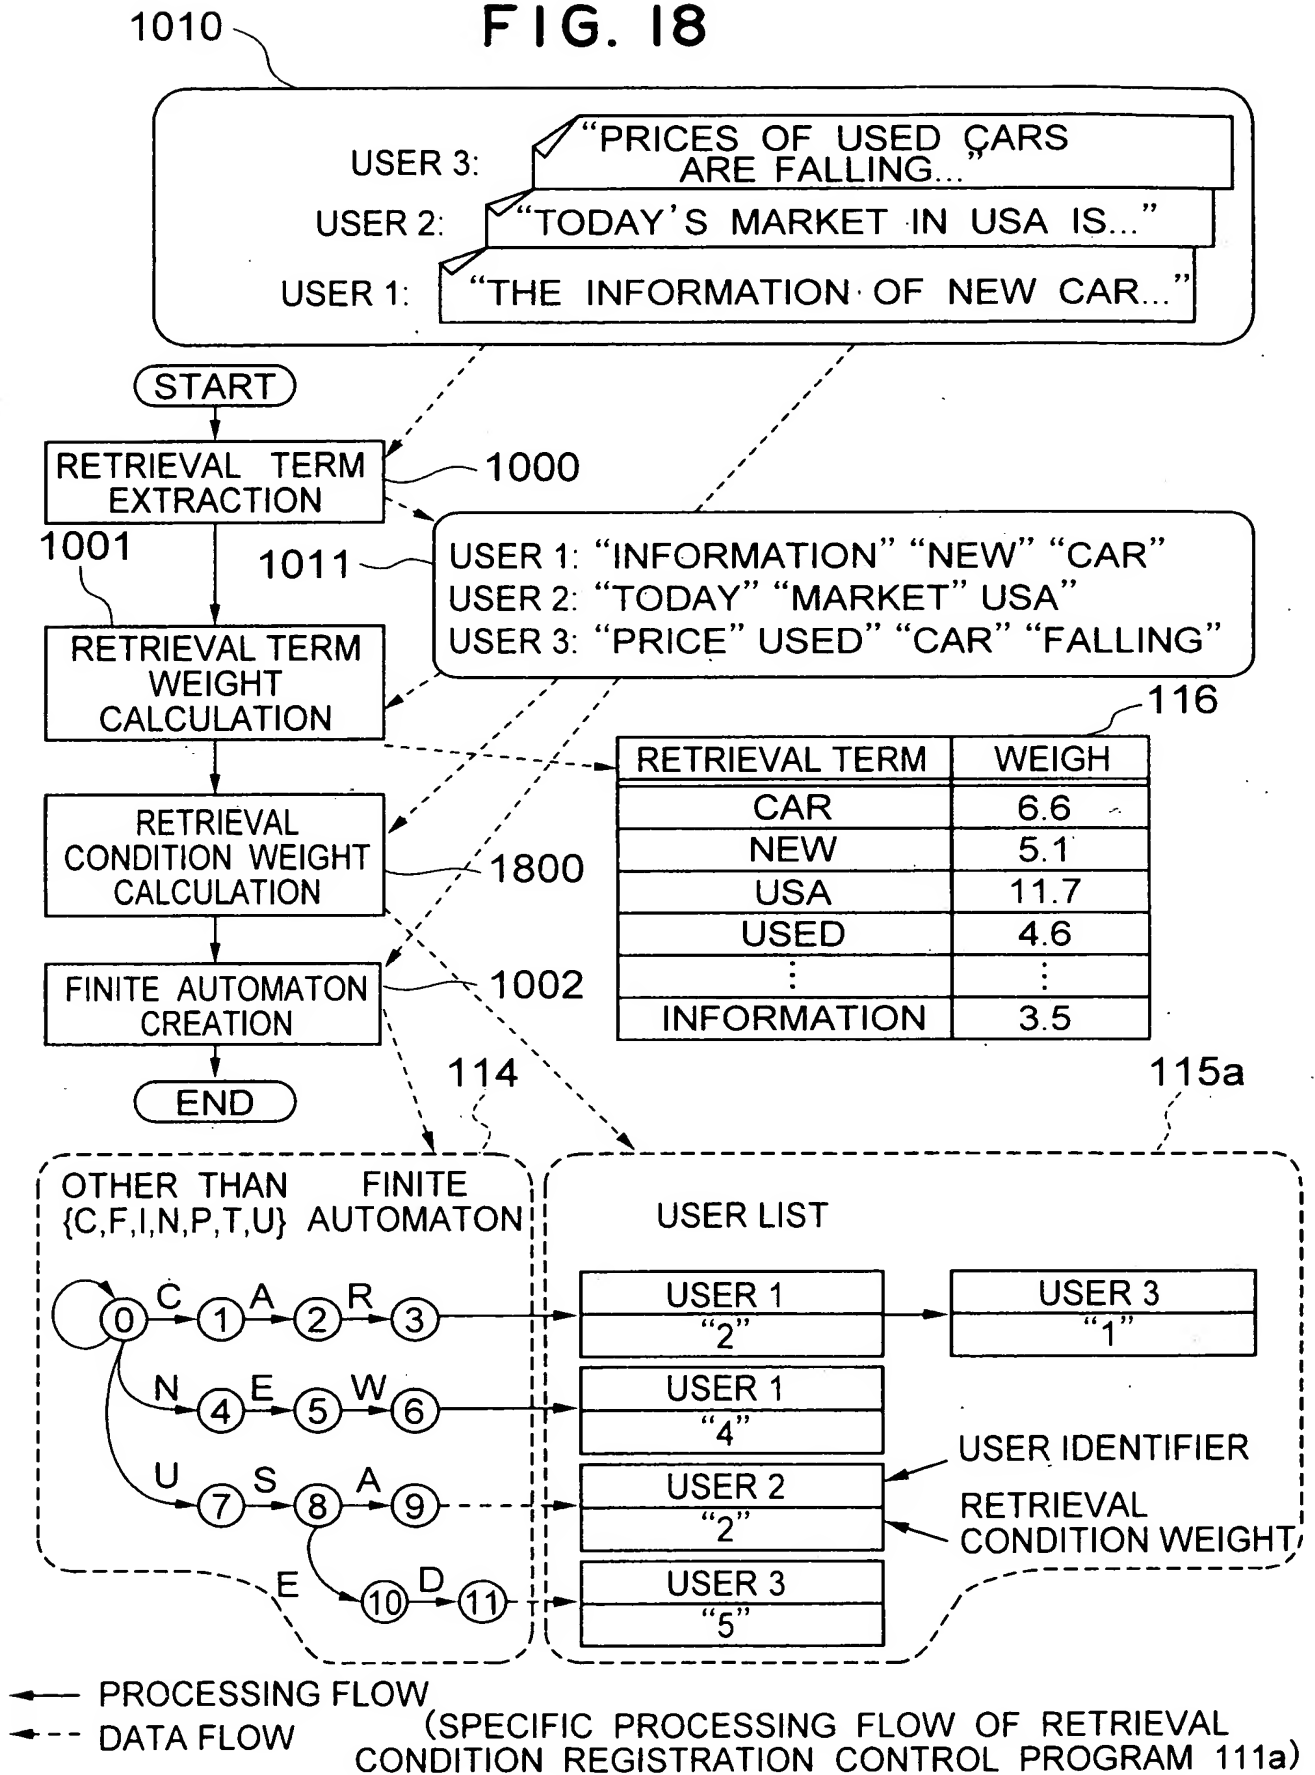 FIG. 18
1010
USER 3: "PRICES OF USED CARS
ARE FALLING..."
USER 2: "TODAY'S MARKET IN USA IS..."
USER 1: "THE INFORMATION OF NEW CAR..."
START
RETRIEVAL TERM
EXTRACTION
1000
1001
1011
USER 1: "INFORMATION" "NEW" "CAR"
USER 2: "TODAY" "MARKET" USA"
USER 3: "PRICE" USED" "CAR" "FALLING"
RETRIEVAL TERM
WEIGHT
CALCULATION
116
RETRIEVAL TERM WEIGH
CAR 6.6
NEW 5.1
USA 11.7
USED 4.6
⋮ ⋮
INFORMATION 3.5
RETRIEVAL
CONDITION WEIGHT
CALCULATION
1800
FINITE AUTOMATON
CREATION
1002
END
114
115a
OTHER THAN
{C,F,I,N,P,T,U}
FINITE
AUTOMATON
USER LIST
0 C 1 A 2 R 3
USER 1
"2"
USER 3
"1"
N 4 E 5 W 6
USER 1
"4"
U 7 S 8 A 9
USER 2
"2"
USER IDENTIFIER
RETRIEVAL
CONDITION WEIGHT
E 10 D 11
USER 3
"5"
PROCESSING FLOW
DATA FLOW
(SPECIFIC PROCESSING FLOW OF RETRIEVAL
CONDITION REGISTRATION CONTROL PROGRAM 111a)